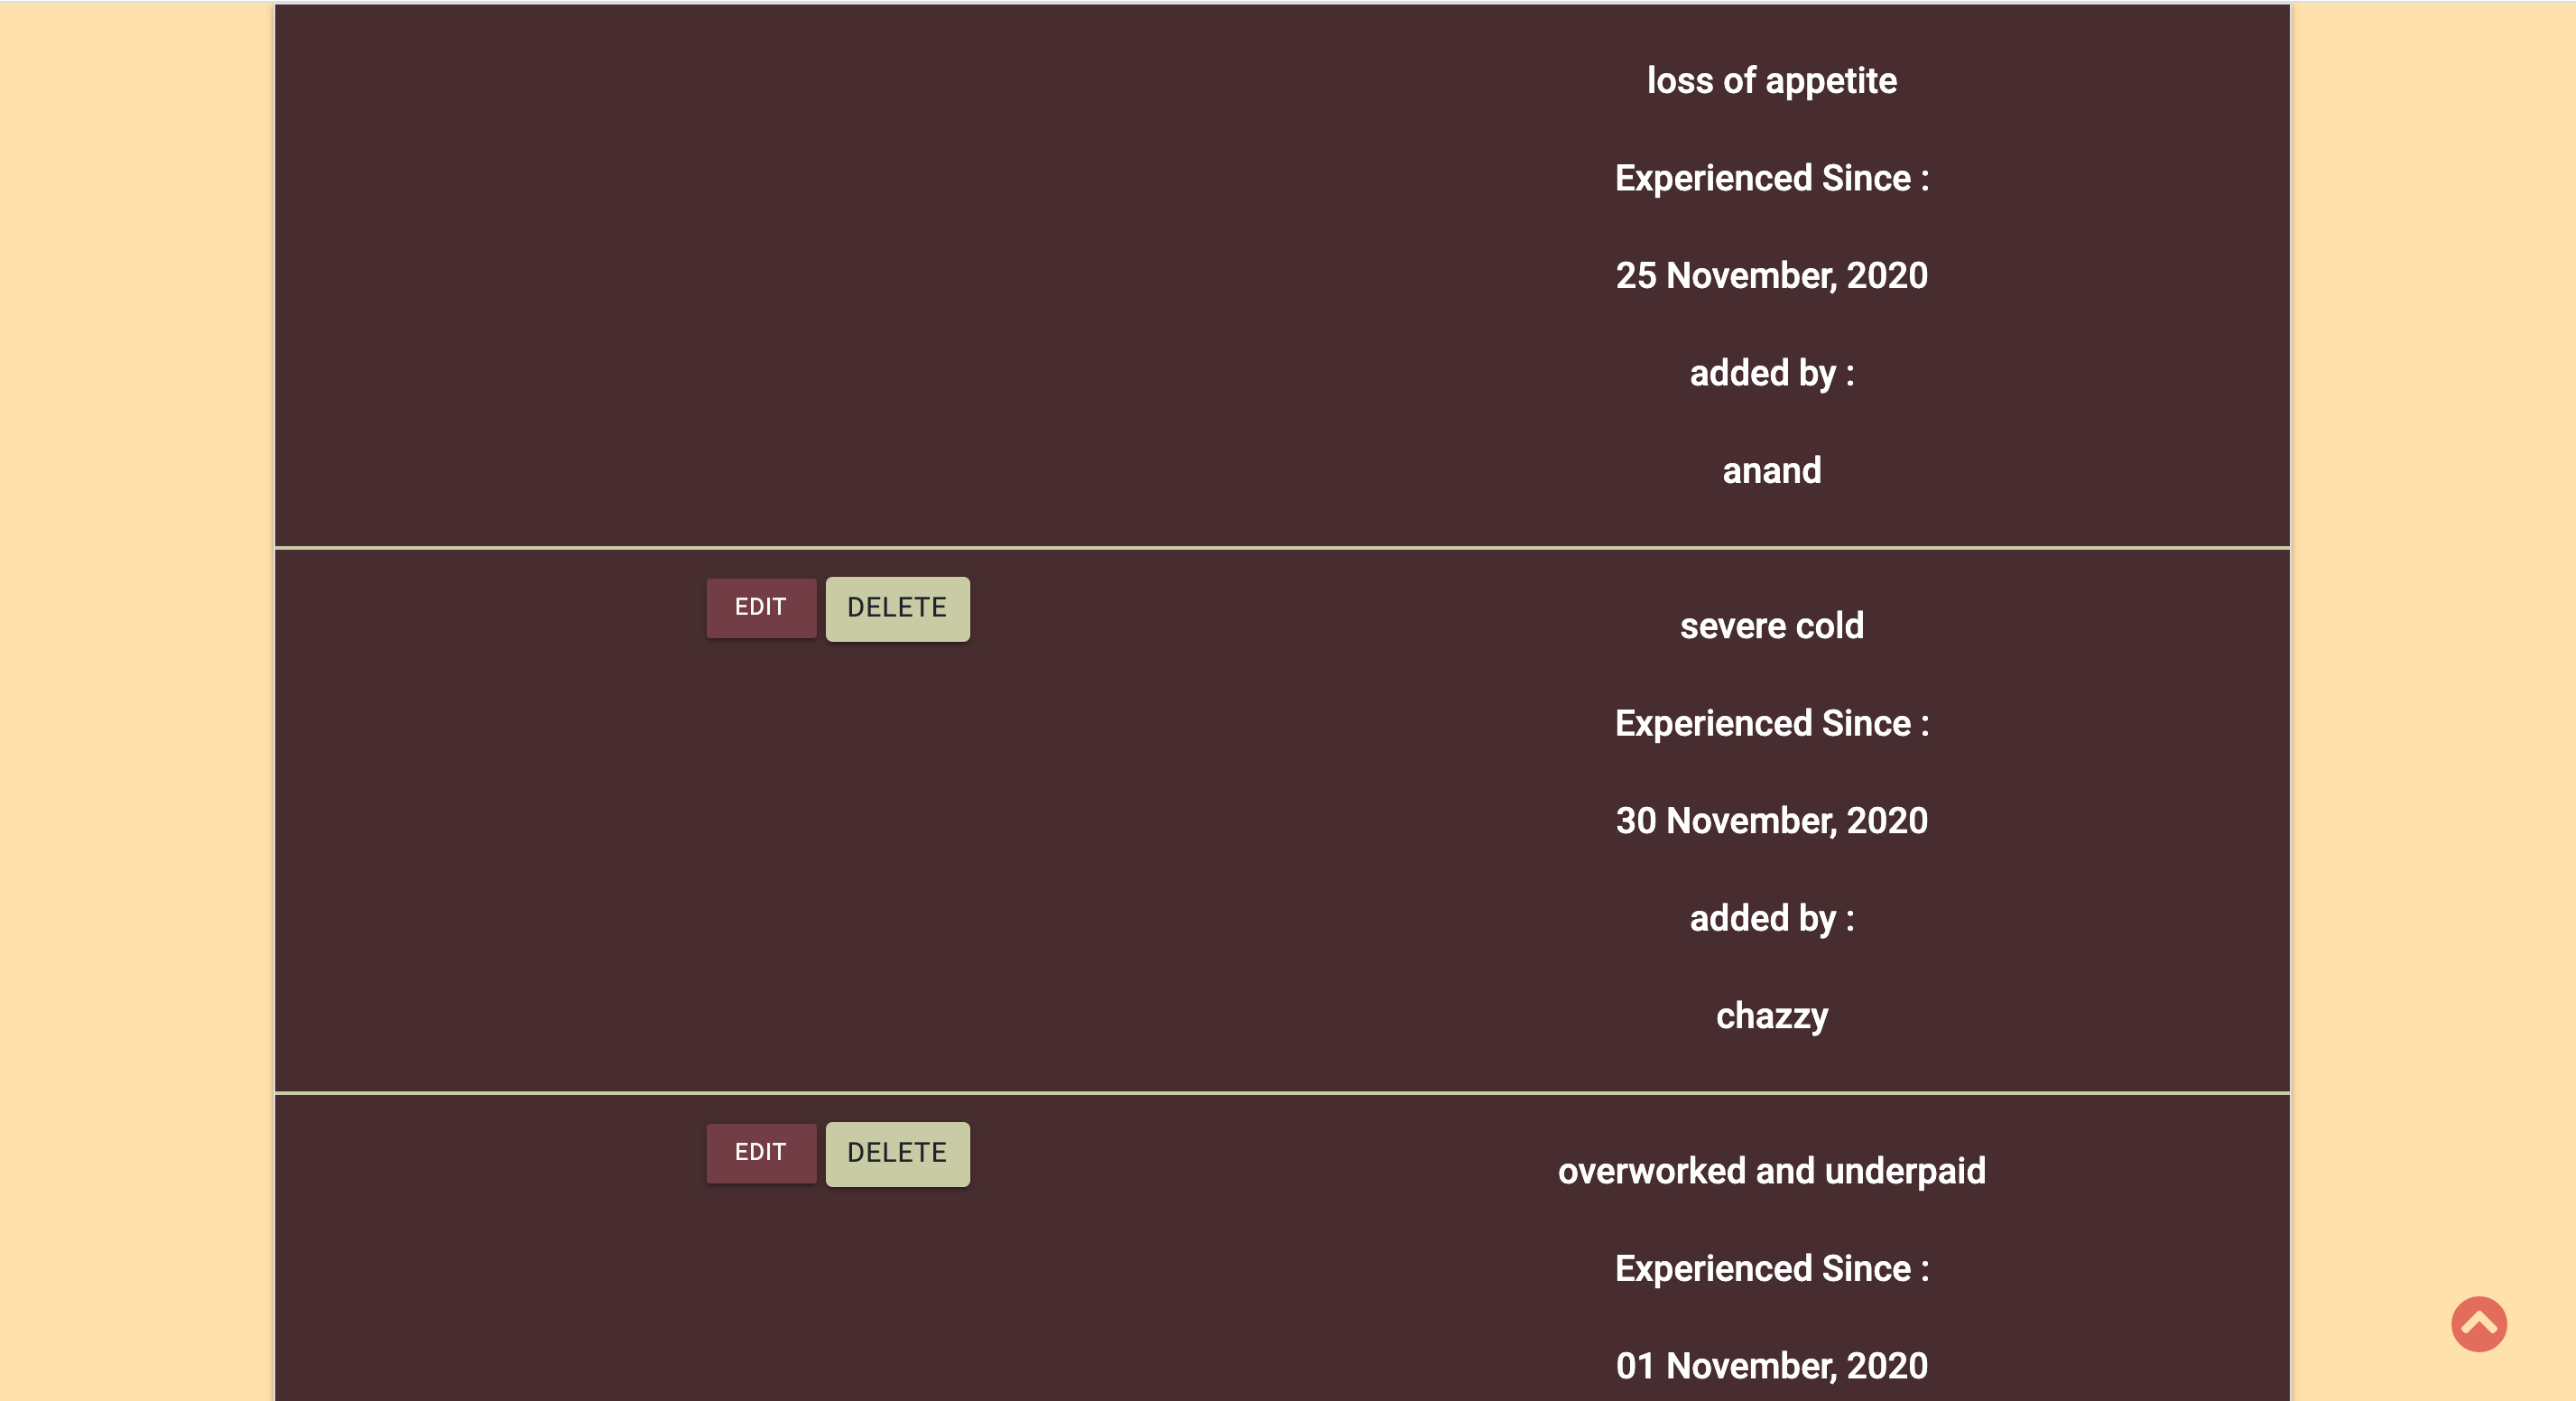 loss of appetite
Experienced Since :
25 November, 2020
added by :
anand
EDIT DELETE
severe cold
Experienced Since :
30 November, 2020
added by :
chazzy
EDIT DELETE
overworked and underpaid
Experienced Since :
01 November, 2020